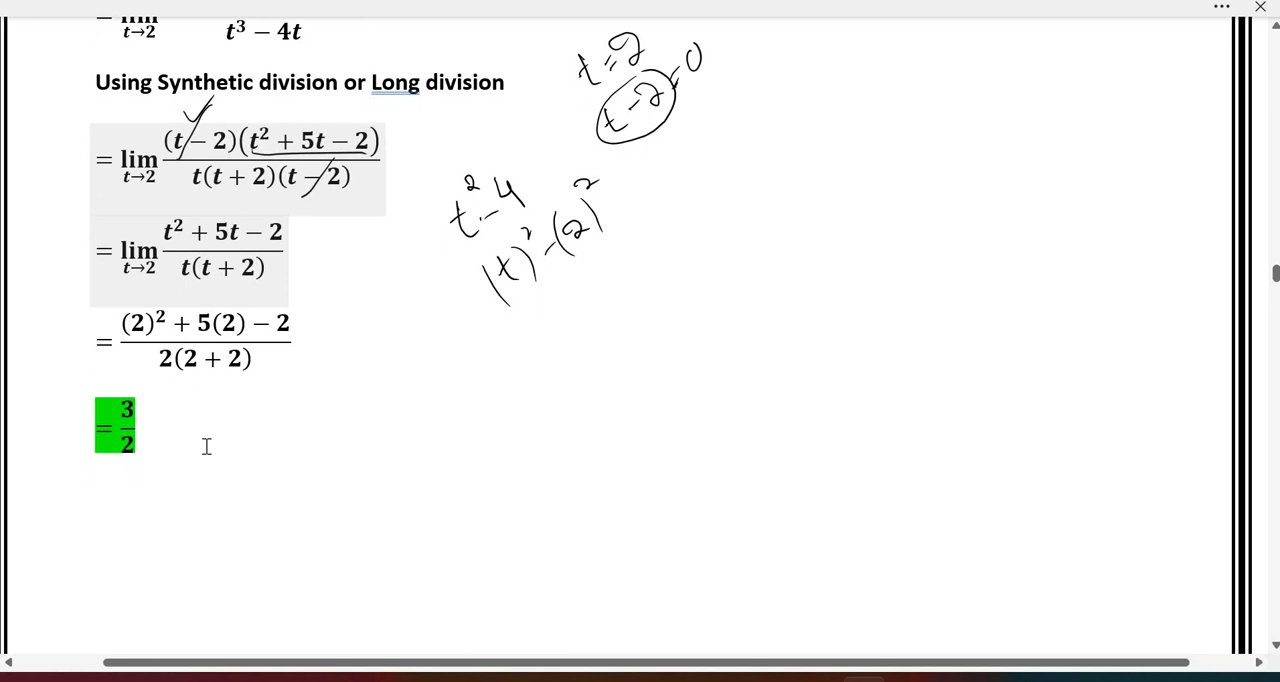 = lim
t→2 t³ − 4t
Using Synthetic division or Long division
= lim t→2 (t − 2)(t² + 5t − 2) / t(t + 2)(t − 2)
= lim t→2 t² + 5t − 2 / t(t + 2)
= (2)² + 5(2) − 2 / 2(2 + 2)
= 3/2
t = 2
t − 2 = 0
t² − 4
(t)² − (2)²